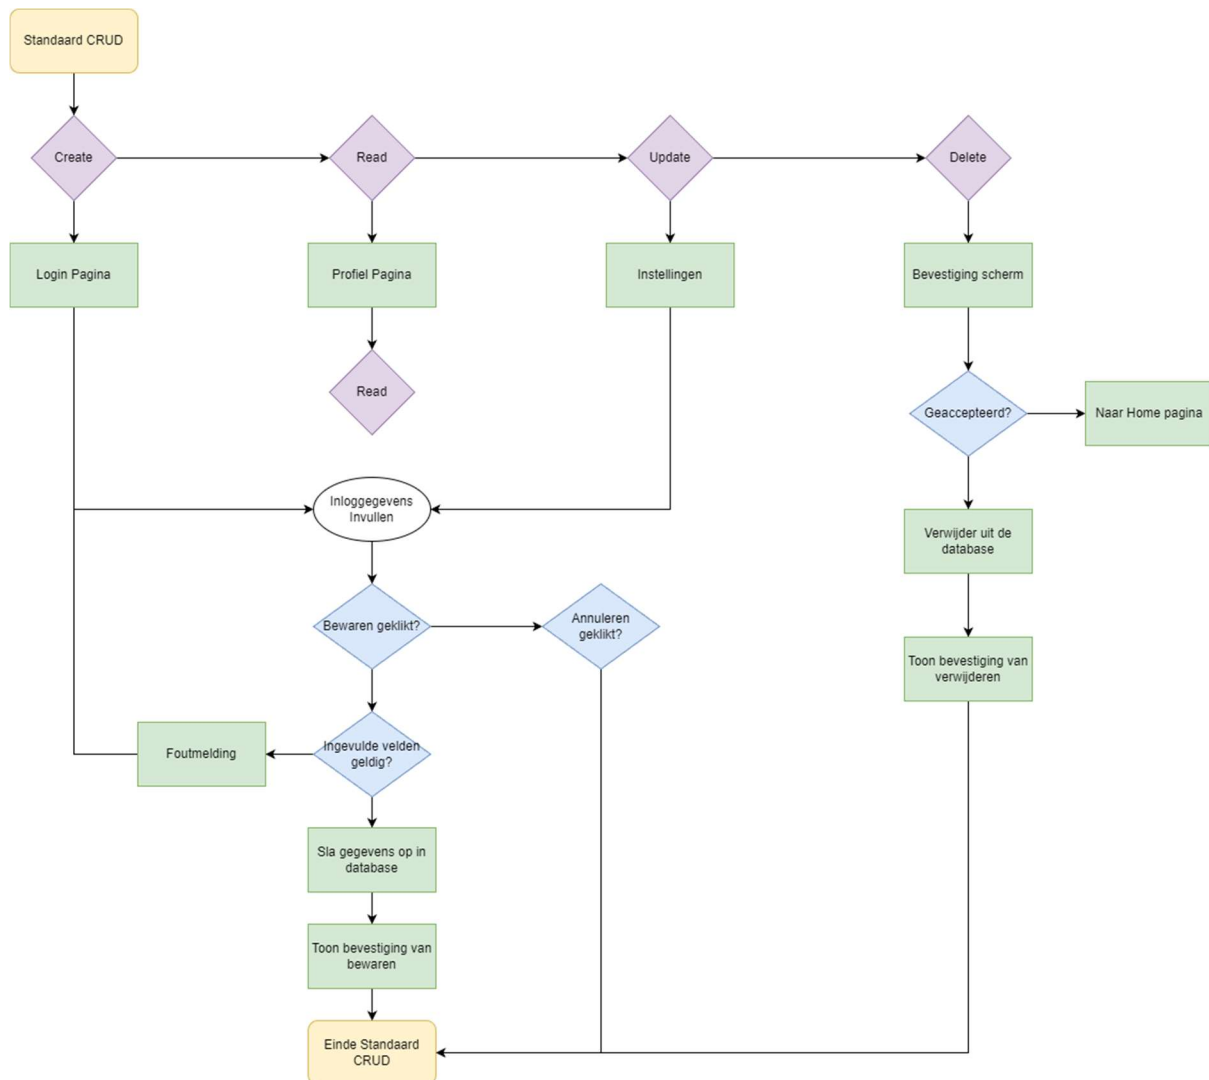 Standaard CRUD
Create
Read
Update
Delete
Login Pagina
Profiel Pagina
Instellingen
Bevestiging scherm
Read
Geaccepteerd?
Naar Home pagina
Inloggegevens
Invullen
Verwijder uit de
database
Bewaren geklikt?
Annuleren
geklikt?
Toon bevestiging van
verwijderen
Foutmelding
Ingevulde velden
geldig?
Sla gegevens op in
database
Toon bevestiging van
bewaren
Einde Standaard
CRUD